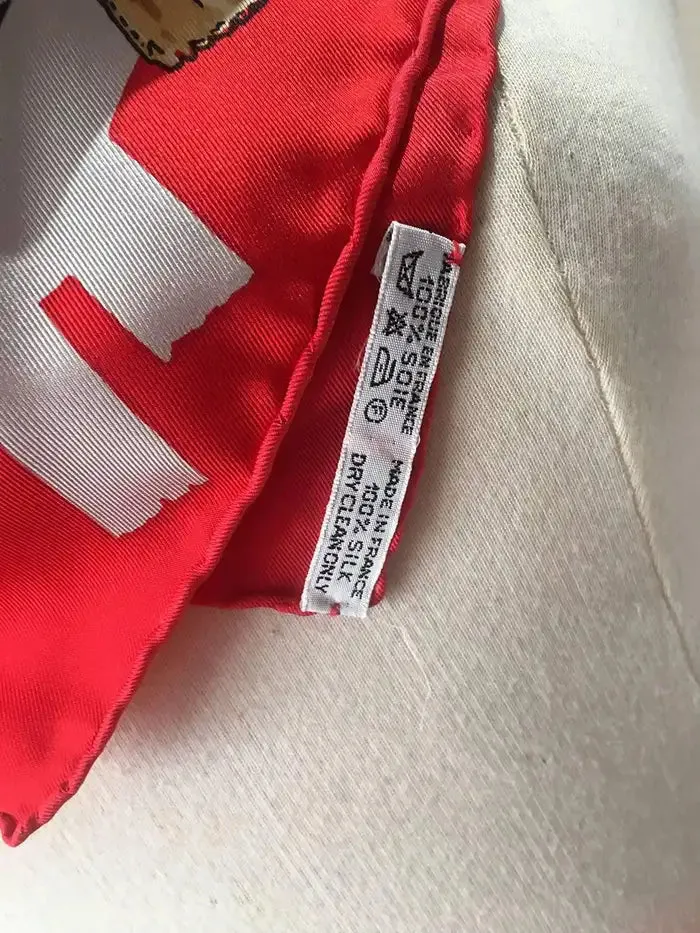 FABRIQUE EN FRANCE
100% SOIE
F
MADE IN FRANCE
100% SILK
DRY CLEAN ONLY